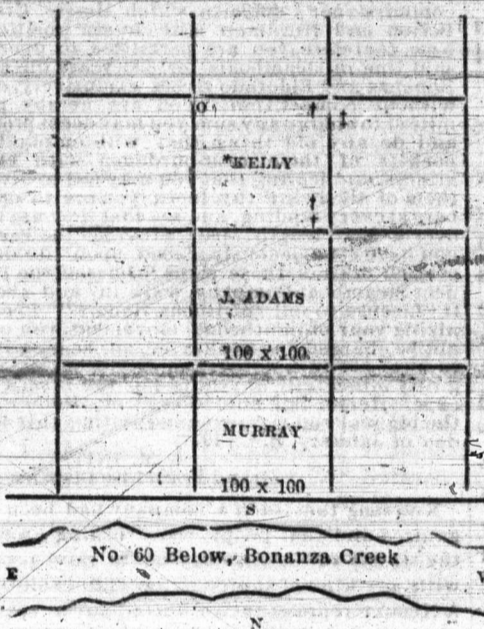 O
*KELLY
J. ADAMS
100 x 100.
MURRAY
100 x 100
S
No. 60 Below, Bonanza Creek
E
W
N